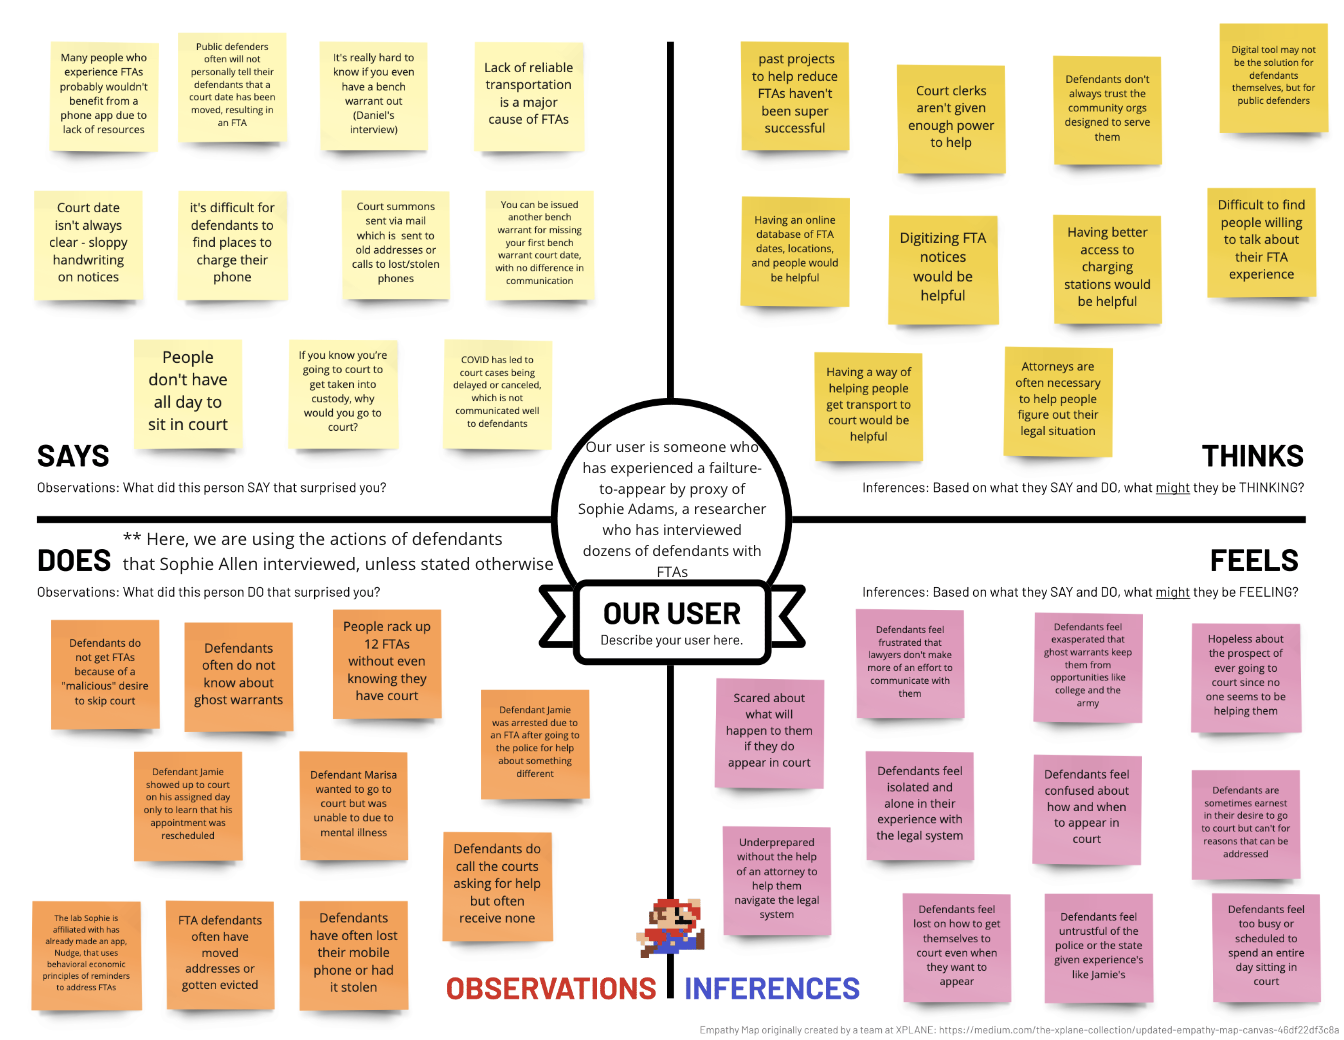 Many people who
experience FTAs
probably wouldn't
benefit from a
phone app due to
lack of resources
Public defenders
often will not
personally tell their
defendants that a
court date has been
moved, resulting in
an FTA
It's really hard to
know if you even
have a bench
warrant out
(Daniel's
interview)
Lack of reliable
transportation
is a major
cause of FTAs
Court date
isn't always
clear - sloppy
handwriting
on notices
it's difficult for
defendants to
find places to
charge their
phone
Court summons
sent via mail
which is sent to
old addresses or
calls to lost/stolen
phones
You can be issued
another bench
warrant for missing
your first bench
warrant court date,
with no difference in
communication
People
don't have
all day to
sit in court
If you know you're
going to court to
get taken into
custody, why
would you go to
court?
COVID has led to
court cases being
delayed or canceled,
which is not
communicated well
to defendants
SAYS
Observations: What did this person SAY that surprised you?
past projects
to help reduce
FTAs haven't
been super
successful
Court clerks
aren't given
enough power
to help
Defendants don't
always trust the
community orgs
designed to serve
them
Digital tool may not
be the solution for
defendants
themselves, but for
public defenders
Having an online
database of FTA
dates, locations,
and people would
be helpful
Digitizing FTA
notices
would be
helpful
Having better
access to
charging
stations would
be helpful
Difficult to find
people willing
to talk about
their FTA
experience
Having a way of
helping people
get transport to
court would be
helpful
Attorneys are
often necessary
to help people
figure out their
legal situation
THINKS
Inferences: Based on what they SAY and DO, what might they be THINKING?
Our user is someone who
has experienced a failture-
to-appear by proxy of
Sophie Adams, a researcher
who has interviewed
dozens of defendants with
FTAs
OUR USER
Describe your user here.
DOES
** Here, we are using the actions of defendants
that Sophie Allen interviewed, unless stated otherwise
Observations: What did this person DO that surprised you?
Defendants do
not get FTAs
because of a
"malicious" desire
to skip court
Defendants
often do not
know about
ghost warrants
People rack up
12 FTAs
without even
knowing they
have court
Defendant Jamie
was arrested due to
an FTA after going to
the police for help
about something
different
Defendant Jamie
showed up to court
on his assigned day
only to learn that his
appointment was
rescheduled
Defendant Marisa
wanted to go to
court but was
unable to due to
mental illness
Defendants do
call the courts
asking for help
but often
receive none
The lab Sophie is
affiliated with has
already made an app,
Nudge, that uses
behavioral economic
principles of reminders
to address FTAs
FTA defendants
often have
moved
addresses or
gotten evicted
Defendants
have often lost
their mobile
phone or had
it stolen
OBSERVATIONS
FEELS
Inferences: Based on what they SAY and DO, what might they be FEELING?
Scared about
what will
happen to them
if they do
appear in court
Defendants feel
frustrated that
lawyers don't make
more of an effort to
communicate with
them
Defendants feel
exasperated that
ghost warrants keep
them from
opportunities like
college and the
army
Hopeless about
the prospect of
ever going to
court since no
one seems to be
helping them
Defendants feel
isolated and
alone in their
experience with
the legal system
Defendants feel
confused about
how and when
to appear in
court
Defendants are
sometimes earnest
in their desire to go
to court but can't for
reasons that can be
addressed
Underprepared
without the help
of an attorney to
help them
navigate the legal
system
Defendants feel
lost on how to get
themselves to
court even when
they want to
appear
Defendants feel
untrustful of the
police or the state
given experience's
like Jamie's
Defendants feel
too busy or
scheduled to
spend an entire
day sitting in
court
INFERENCES
Empathy Map originally created by a team at XPLANE: https://medium.com/the-xplane-collection/updated-empathy-map-canvas-46df22df3c8a